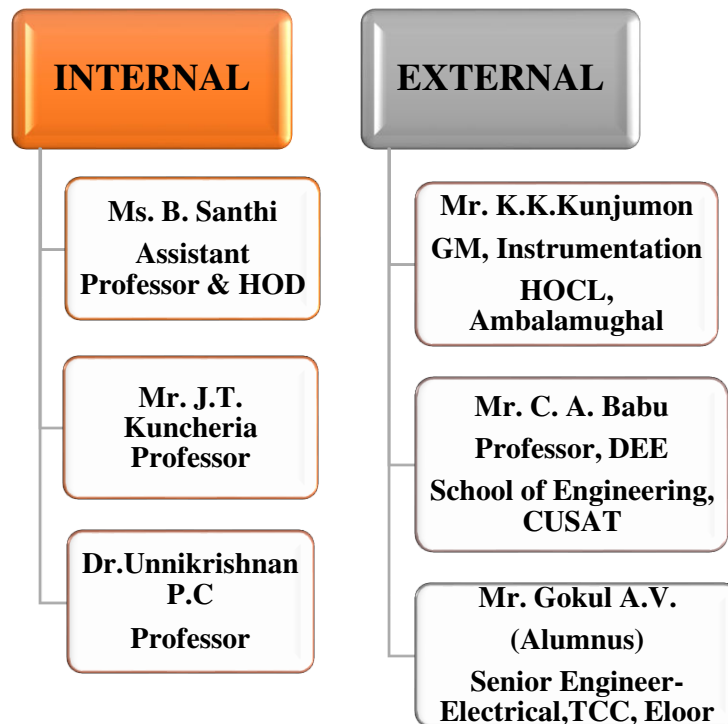 INTERNAL
Ms. B. Santhi
Assistant
Professor & HOD
Mr. J.T.
Kuncheria
Professor
Dr.Unnikrishnan
P.C
Professor
EXTERNAL
Mr. K.K.Kunjumon
GM, Instrumentation
HOCL,
Ambalamughal
Mr. C. A. Babu
Professor, DEE
School of Engineering,
CUSAT
Mr. Gokul A.V.
(Alumnus)
Senior Engineer-
Electrical,TCC, Eloor